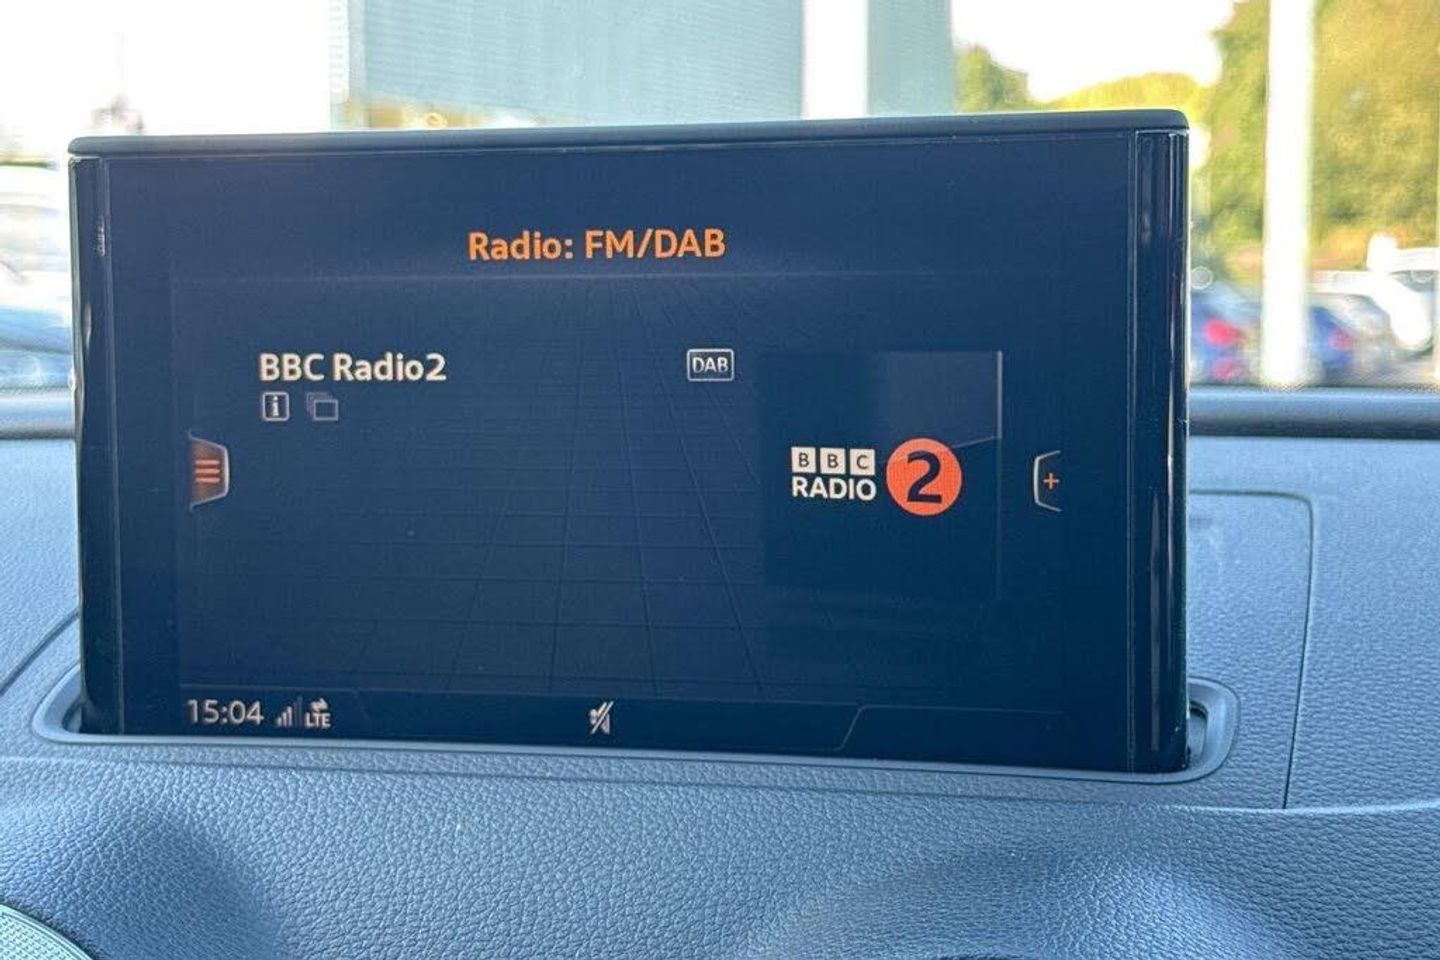 Radio: FM/DAB
BBC Radio2
DAB
i
BBC
RADIO
2
+
15:04
LTE